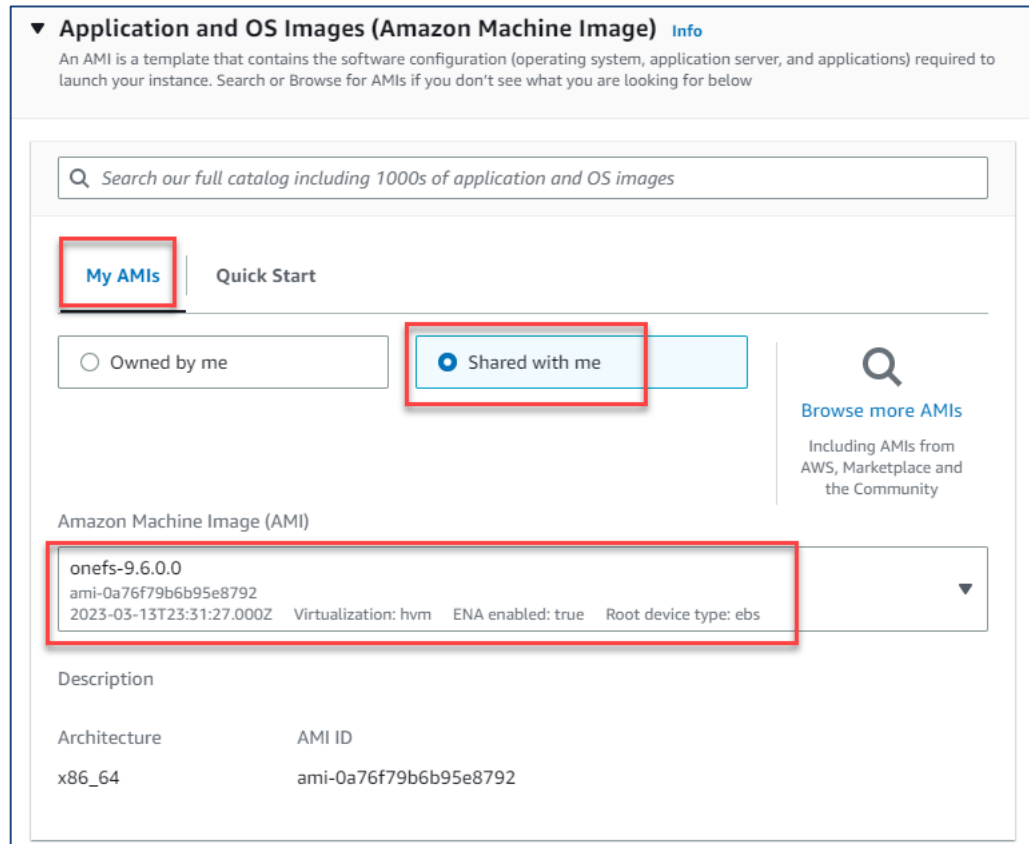 Application and OS Images (Amazon Machine Image) Info
An AMI is a template that contains the software configuration (operating system, application server, and applications) required to
launch your instance. Search or Browse for AMIs if you don't see what you are looking for below
Search our full catalog including 1000s of application and OS images
My AMIs Quick Start
Owned by me Shared with me
Browse more AMIs
Including AMIs from
AWS, Marketplace and
the Community
Amazon Machine Image (AMI)
onefs-9.6.0.0
ami-0a76f79b6b95e8792
2023-03-13T23:31:27.000Z Virtualization: hvm ENA enabled: true Root device type: ebs
Description
Architecture AMI ID
x86_64 ami-0a76f79b6b95e8792